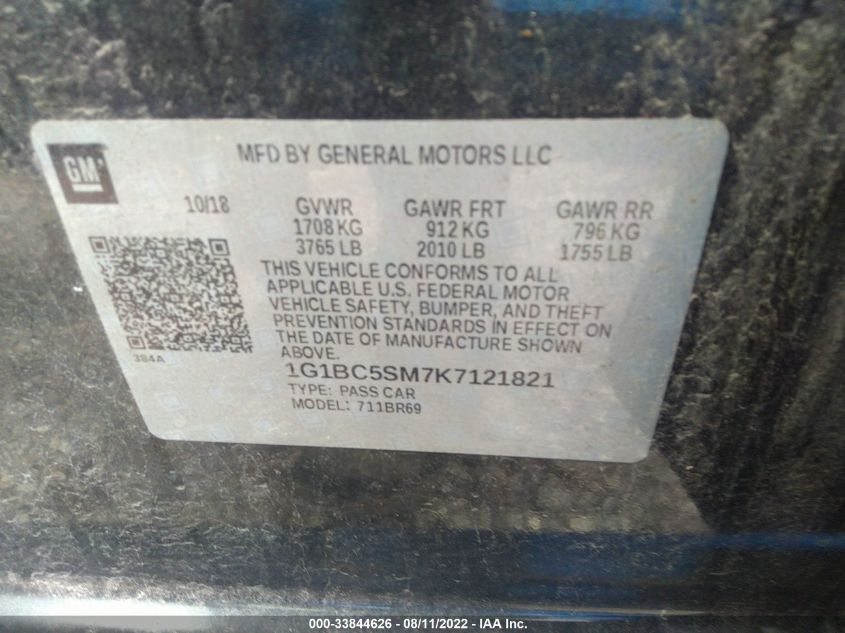 GM
MFD BY GENERAL MOTORS LLC
10/18 GVWR GAWR FRT GAWR RR
1708 KG 912 KG 796 KG
3765 LB 2010 LB 1755 LB
THIS VEHICLE CONFORMS TO ALL
APPLICABLE U.S. FEDERAL MOTOR
VEHICLE SAFETY, BUMPER, AND THEFT
PREVENTION STANDARDS IN EFFECT ON
THE DATE OF MANUFACTURE SHOWN
ABOVE.
384A
1G1BC5SM7K7121821
TYPE: PASS CAR
MODEL: 711BR69
000-33844626 - 08/11/2022 - IAA Inc.